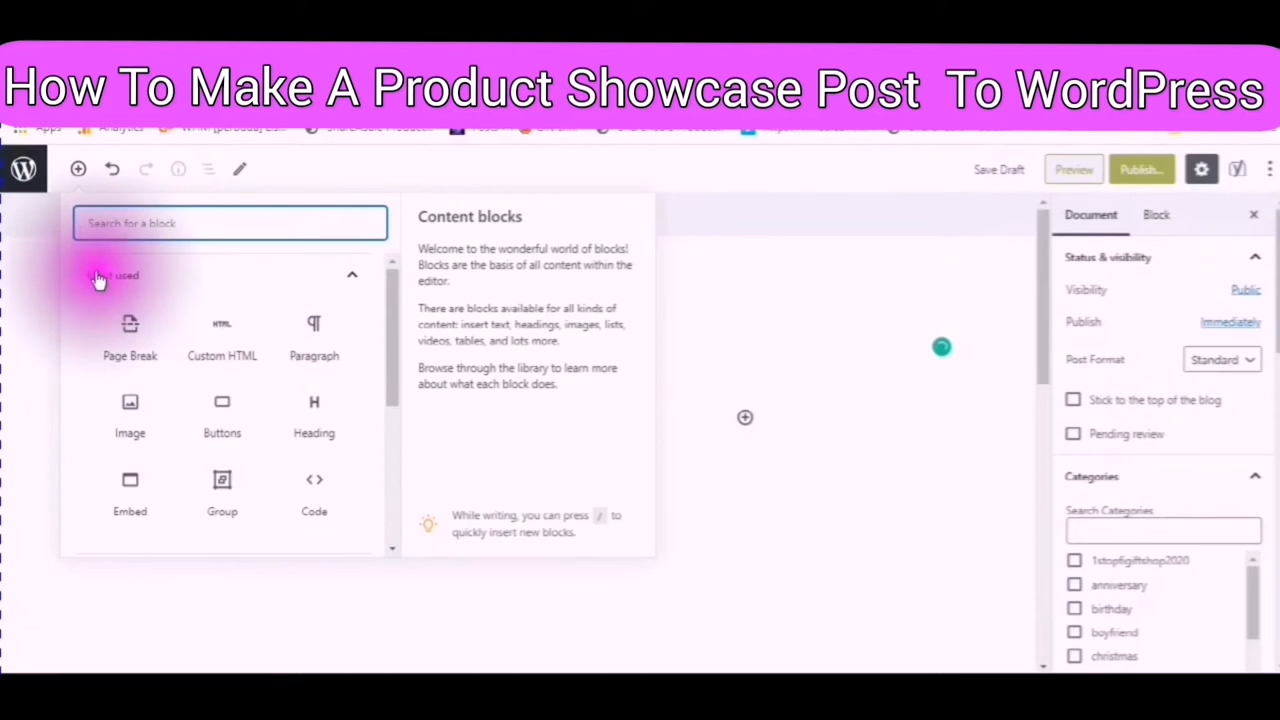 How To Make A Product Showcase Post To WordPress
Apps Analytics
Save Draft
Preview
Publish...
Search for a block
Content blocks
Welcome to the wonderful world of blocks!
Blocks are the basis of all content within the
editor.
There are blocks available for all kinds of
content: insert text, headings, images, lists,
videos, tables, and lots more.
Browse through the library to learn more
about what each block does.
While writing, you can press / to
quickly insert new blocks.
used
Page Break
Custom HTML
Paragraph
Image
Buttons
Heading
Embed
Group
Code
Document
Block
Status & visibility
Visibility
Public
Publish
Immediately
Post Format
Standard
Stick to the top of the blog
Pending review
Categories
Search Categories
1stopfigiftshop2020
anniversary
birthday
boyfriend
christmas